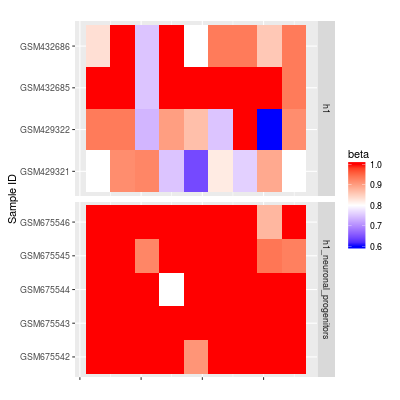 GSM432686
GSM432685
GSM429322
GSM429321
h1
GSM675546
GSM675545
GSM675544
GSM675543
GSM675542
h1_neuronal_progenitors
Sample ID
beta
1.0
0.9
0.8
0.7
0.6